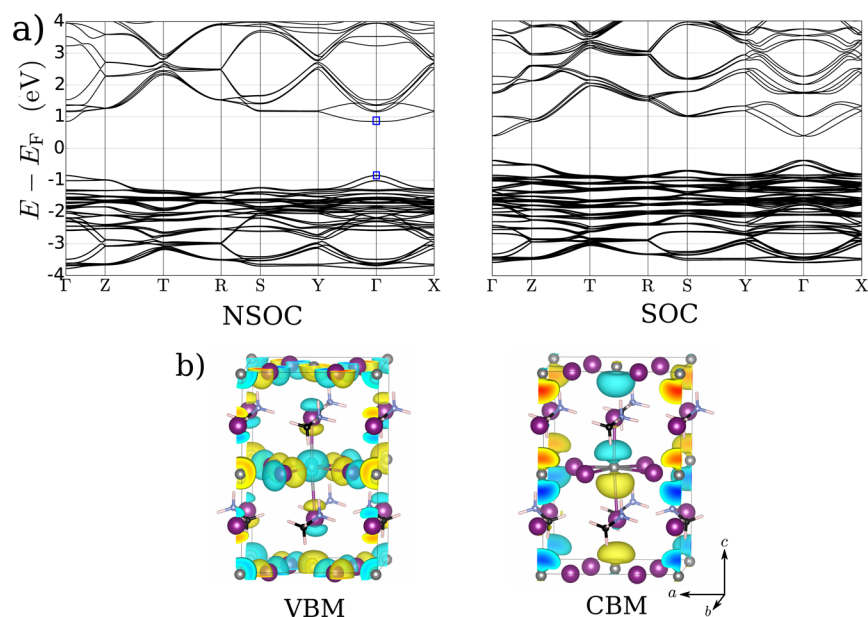 a)
E − E_F (eV)
4
3
2
1
0
-1
-2
-3
-4
Γ Z T R S Y Γ X
Γ Z T R S Y Γ X
NSOC
SOC
b)
VBM
CBM
c
a
b